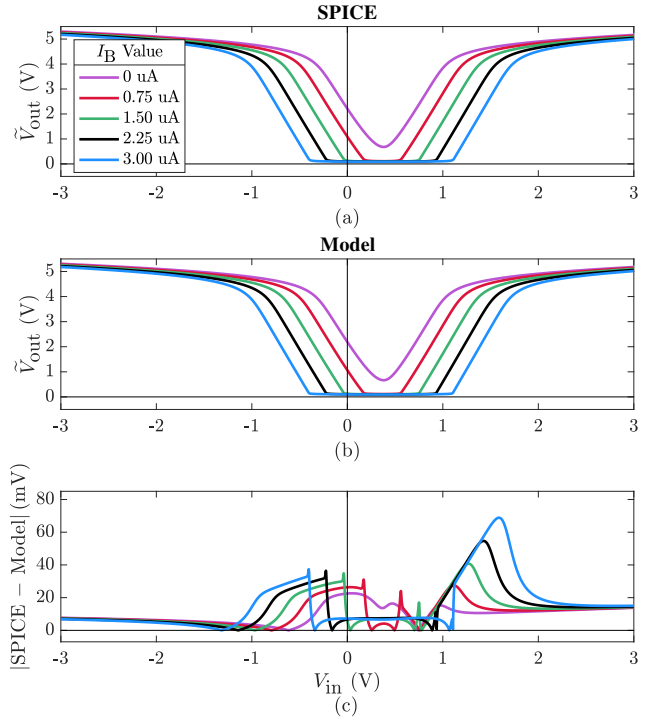 SPICE
5
4
3
2
1
0
Ṽout (V)
I_B Value
0 uA
0.75 uA
1.50 uA
2.25 uA
3.00 uA
-3 -2 -1 0 1 2 3
(a)
Model
5
4
3
2
1
0
Ṽout (V)
-3 -2 -1 0 1 2 3
(b)
80
60
40
20
0
|SPICE − Model| (mV)
-3 -2 -1 0 1 2 3
V_in (V)
(c)